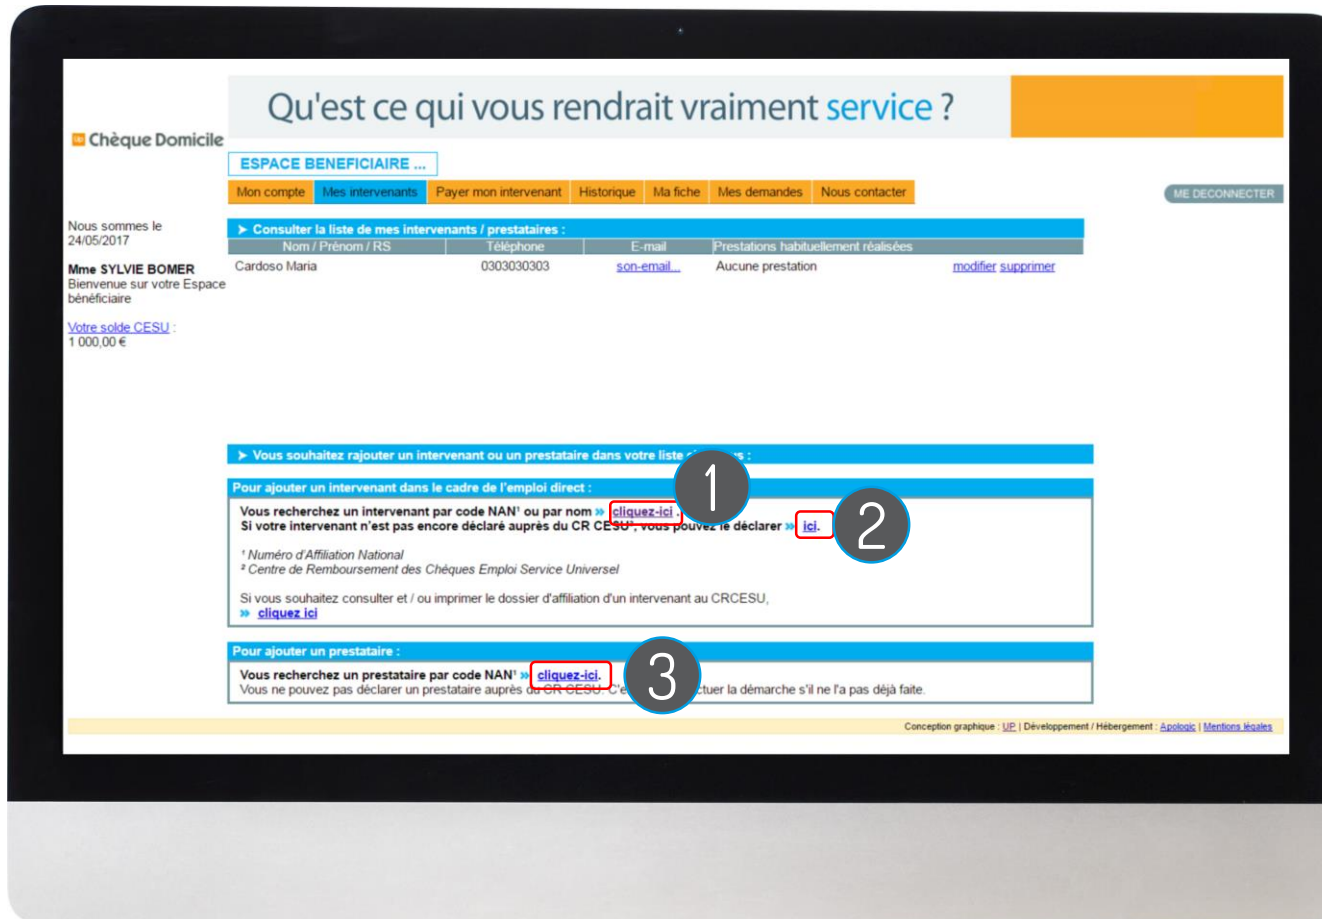 Qu'est ce qui vous rendrait vraiment service ?
Chèque Domicile
ESPACE BENEFICIAIRE ...
Mon compte Mes intervenants Payer mon intervenant Historique Ma fiche Mes demandes Nous contacter
ME DECONNECTER
Nous sommes le
24/05/2017
Mme SYLVIE BOMER
Bienvenue sur votre Espace
bénéficiaire
Votre solde CESU :
1 000,00 €
➤ Consulter la liste de mes intervenants / prestataires :
Nom / Prénom / RS Téléphone E-mail Prestations habituellement réalisées
Cardoso Maria 0303030303 son-email... Aucune prestation modifier supprimer
➤ Vous souhaitez rajouter un intervenant ou un prestataire dans votre liste :
Pour ajouter un intervenant dans le cadre de l'emploi direct :
1
Vous recherchez un intervenant par code NAN¹ ou par nom » cliquez-ici .
Si votre intervenant n'est pas encore déclaré auprès du CR CESU², vous pouvez le déclarer » ici.
2
¹ Numéro d'Affiliation National
² Centre de Remboursement des Chéques Emploi Service Universel
Si vous souhaitez consulter et / ou imprimer le dossier d'affiliation d'un intervenant au CRCESU,
» cliquez ici
Pour ajouter un prestataire :
Vous recherchez un prestataire par code NAN¹ » cliquez-ici.
3
Vous ne pouvez pas déclarer un prestataire auprès du CR CESU. la démarche s'il ne l'a pas déjà faite.
Conception graphique : UP | Développement / Hébergement : Apologic | Mentions légales